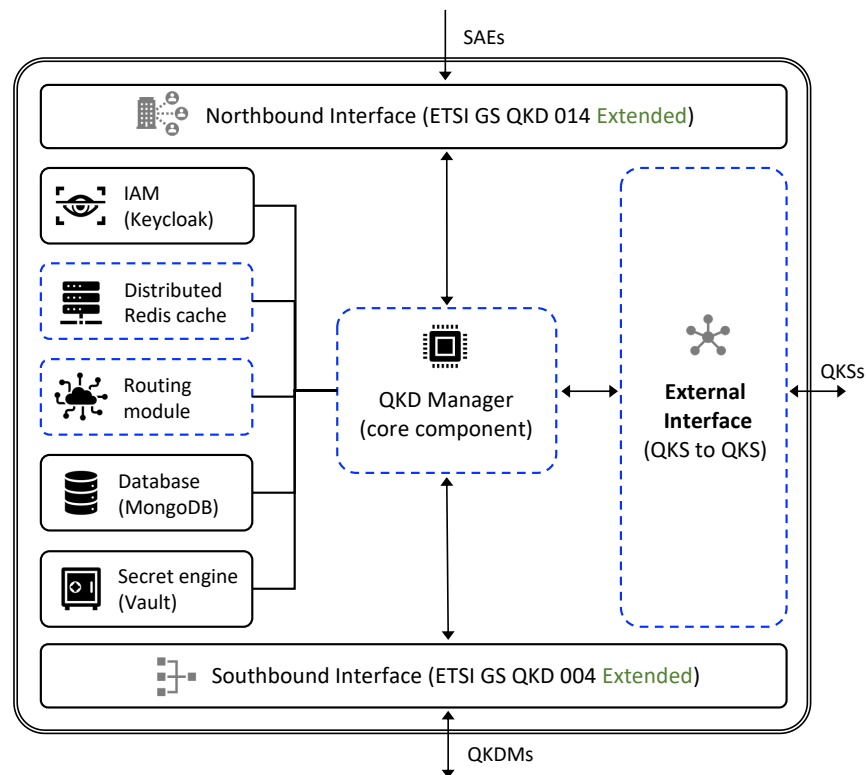 SAEs
Northbound Interface (ETSI GS QKD 014 Extended)
IAM
(Keycloak)
Distributed
Redis cache
Routing
module
Database
(MongoDB)
Secret engine
(Vault)
QKD Manager
(core component)
External
Interface
(QKS to QKS)
QKSs
Southbound Interface (ETSI GS QKD 004 Extended)
QKDMs